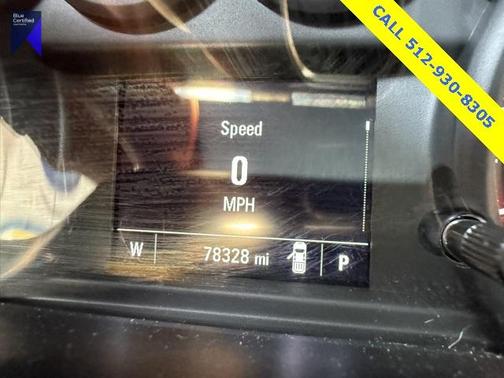 Blue
Certified
CALL 512-930-8305
Speed
0
MPH
W 78328 mi P